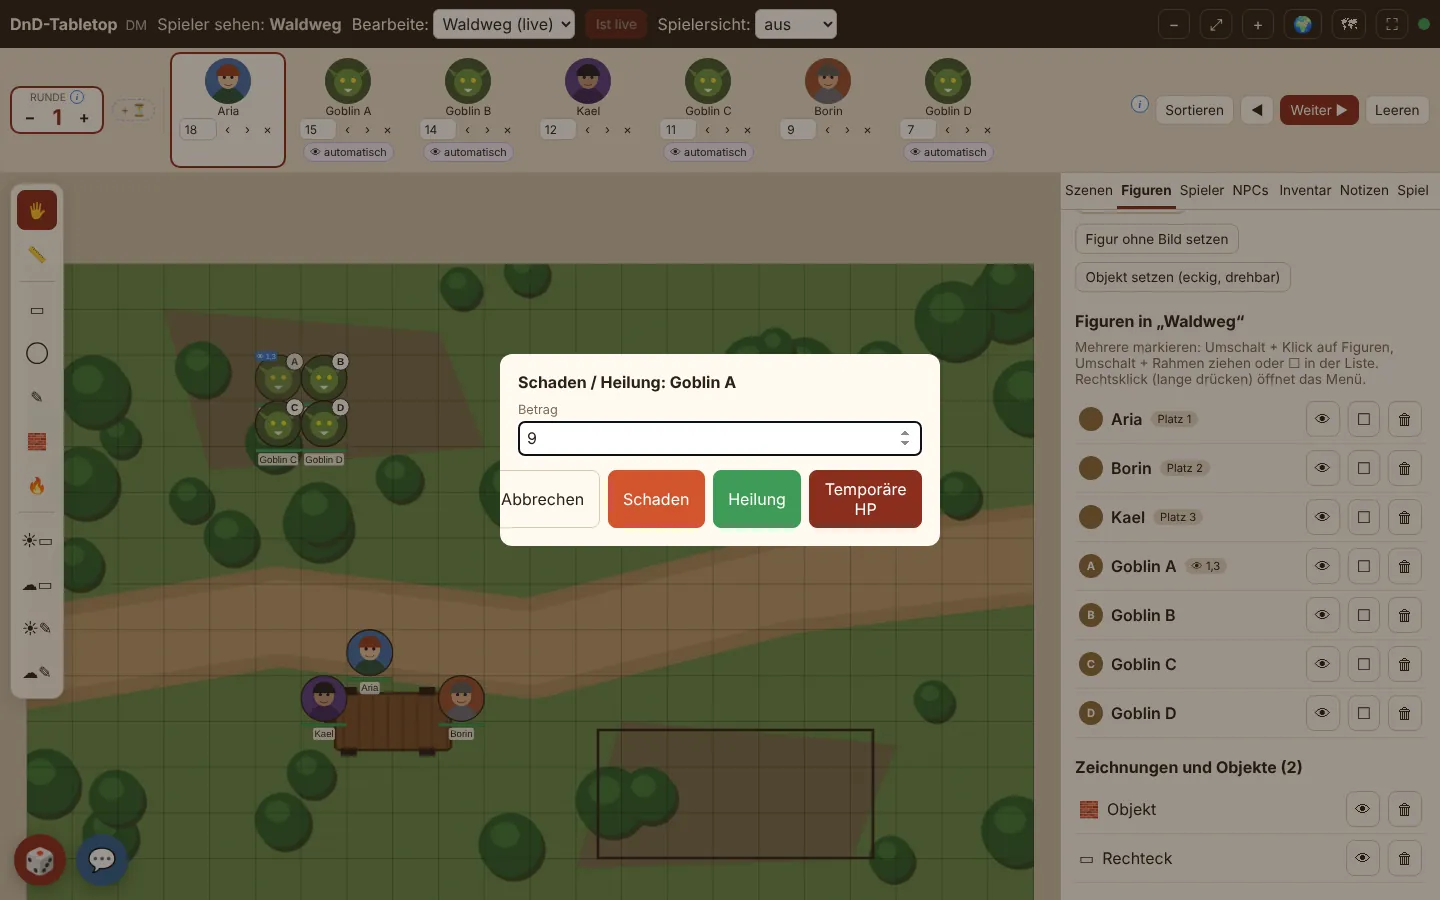 DnD-Tabletop DM Spieler sehen: Waldweg Bearbeite: Waldweg (live) Ist live Spielersicht: aus
RUNDE
− 1 +
Aria
18
Goblin A
15
automatisch
Goblin B
14
automatisch
Kael
12
Goblin C
11
automatisch
Borin
9
Goblin D
7
automatisch
Sortieren
Weiter
Leeren
Szenen Figuren Spieler NPCs Inventar Notizen Spiel
Figur ohne Bild setzen
Objekt setzen (eckig, drehbar)
Figuren in „Waldweg“
Mehrere markieren: Umschalt + Klick auf Figuren,
Umschalt + Rahmen ziehen oder ☐ in der Liste.
Rechtsklick (lange drücken) öffnet das Menü.
Aria Platz 1
Borin Platz 2
Kael Platz 3
A Goblin A 1,3
B Goblin B
C Goblin C
D Goblin D
Zeichnungen und Objekte (2)
Objekt
Rechteck
1,3
A B
C D
Goblin C Goblin D
Aria
Kael
Borin
Schaden / Heilung: Goblin A
Betrag
9
Abbrechen Schaden Heilung Temporäre
HP